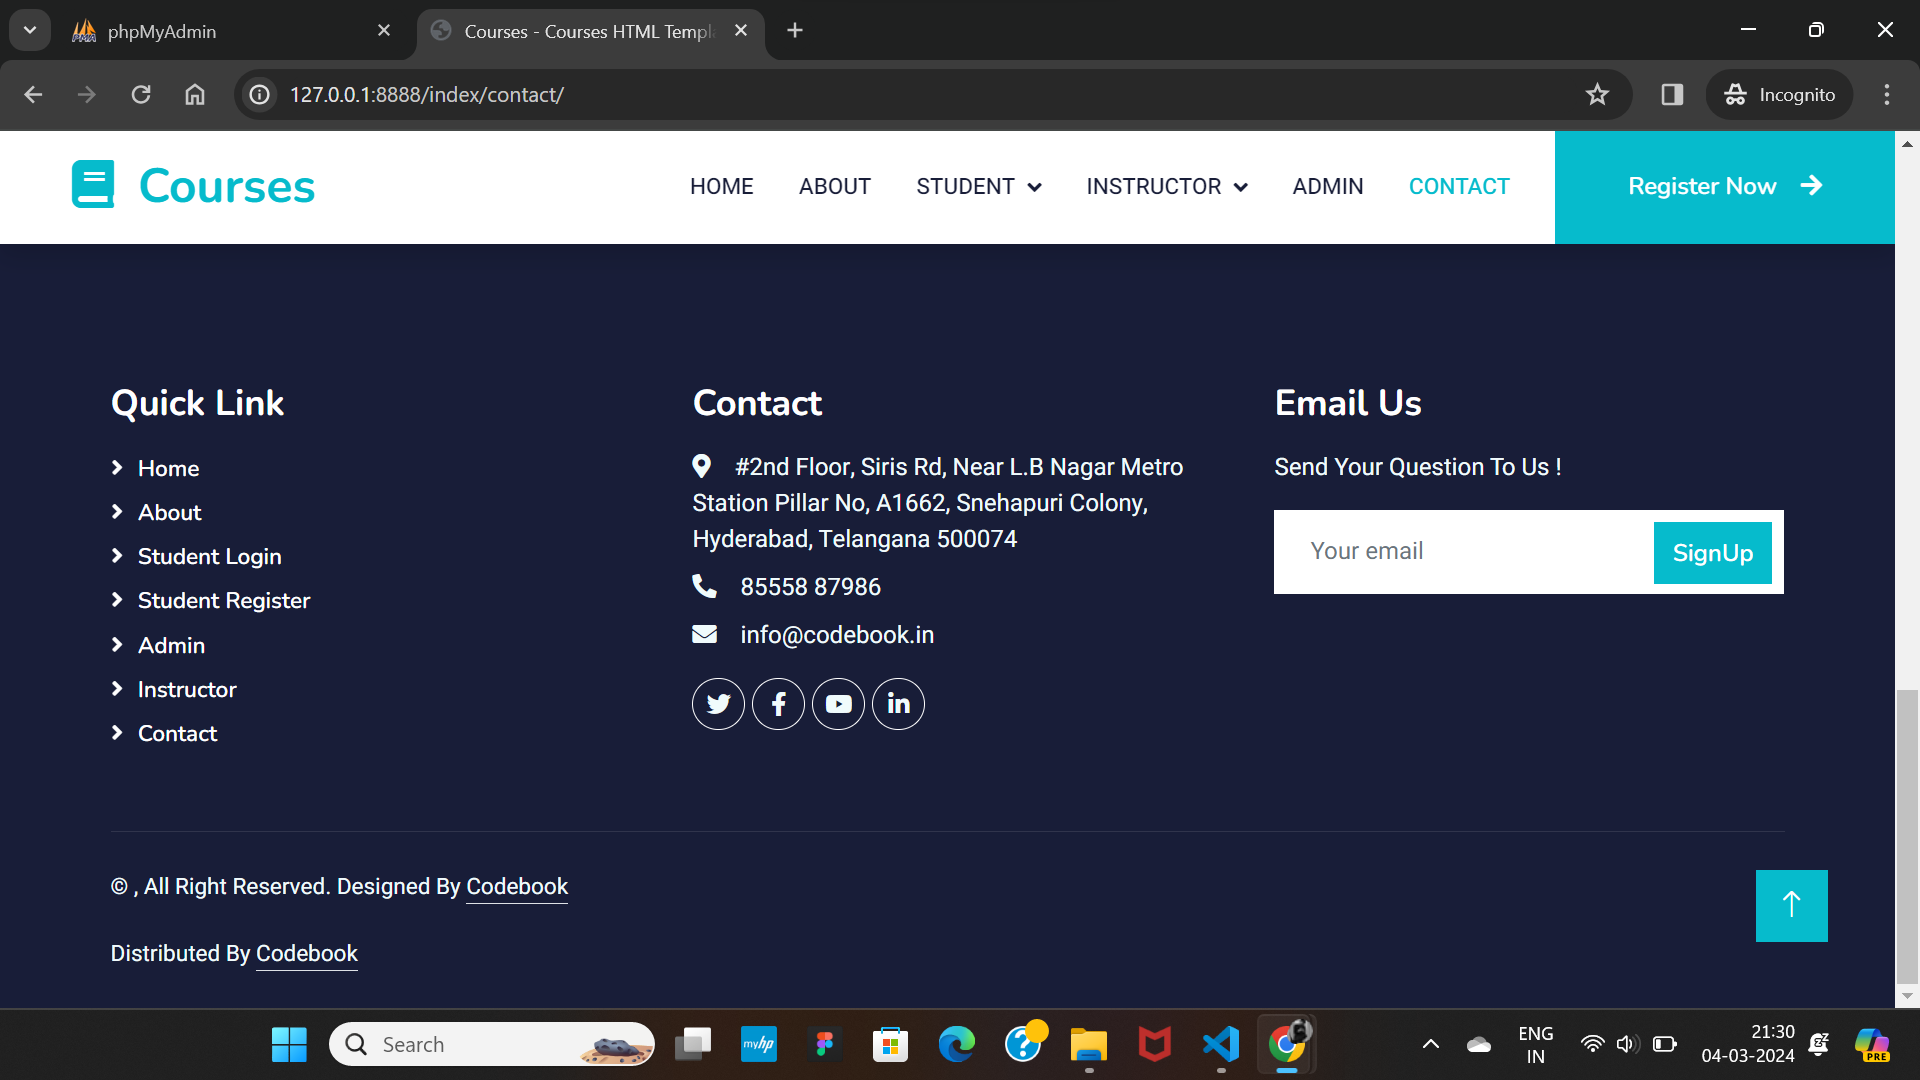 phpMyAdmin
Courses - Courses HTML Templa
127.0.0.1:8888/index/contact/
Incognito
Courses
HOME
ABOUT
STUDENT
INSTRUCTOR
ADMIN
CONTACT
Register Now
Quick Link
Home
About
Student Login
Student Register
Admin
Instructor
Contact
Contact
#2nd Floor, Siris Rd, Near L.B Nagar Metro
Station Pillar No, A1662, Snehapuri Colony,
Hyderabad, Telangana 500074
85558 87986
info@codebook.in
Email Us
Send Your Question To Us !
Your email
SignUp
© , All Right Reserved. Designed By Codebook
Distributed By Codebook
Search
myhp
ENG
IN
21:30
04-03-2024
PRE